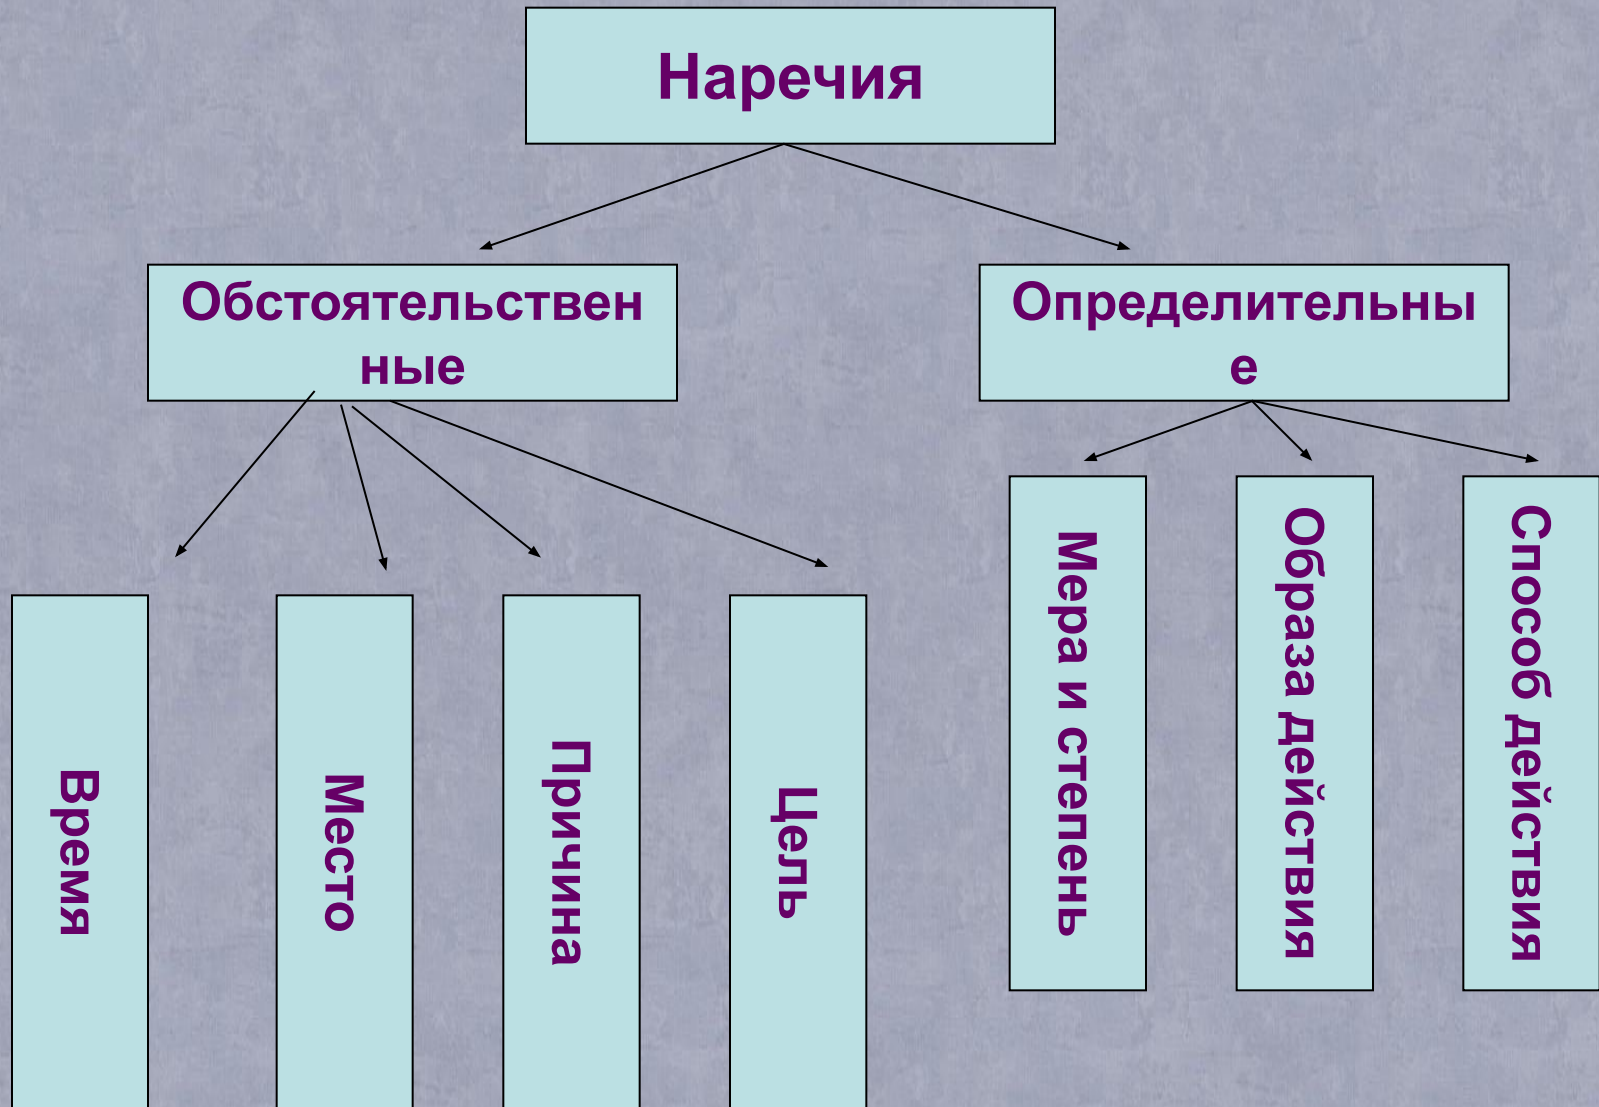 Наречия
Обстоятельствен
ные
Определительны
е
Время
Место
Причина
Цель
Мера и степень
Образа действия
Способ действия